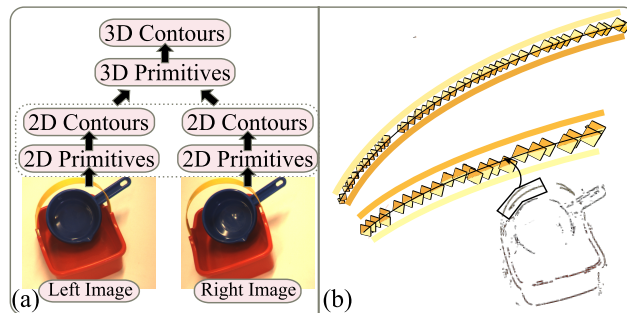 3D Contours
3D Primitives
2D Contours 2D Contours
2D Primitives 2D Primitives
(a) Left Image Right Image (b)